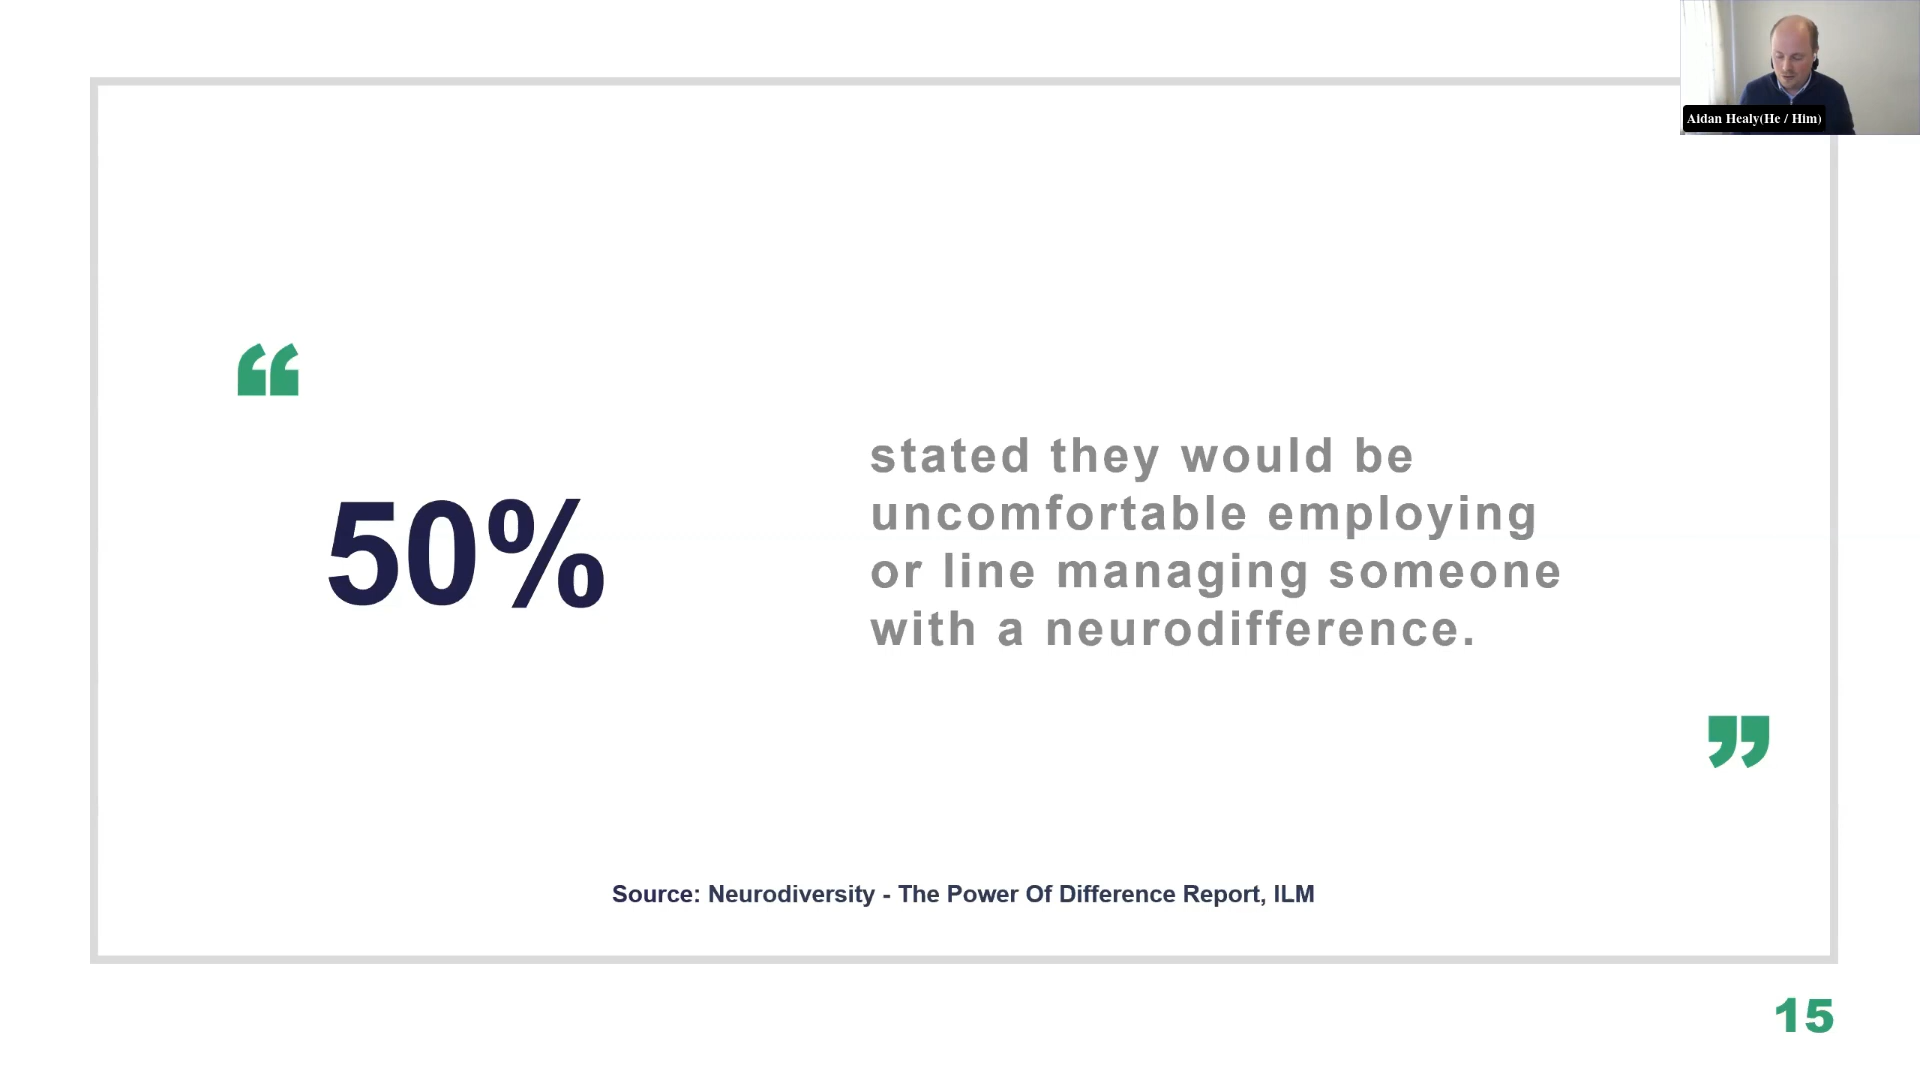 Aidan Healy(He / Him)
“
50%
stated they would be
uncomfortable employing
or line managing someone
with a neurodifference.
”
Source: Neurodiversity - The Power Of Difference Report, ILM
15